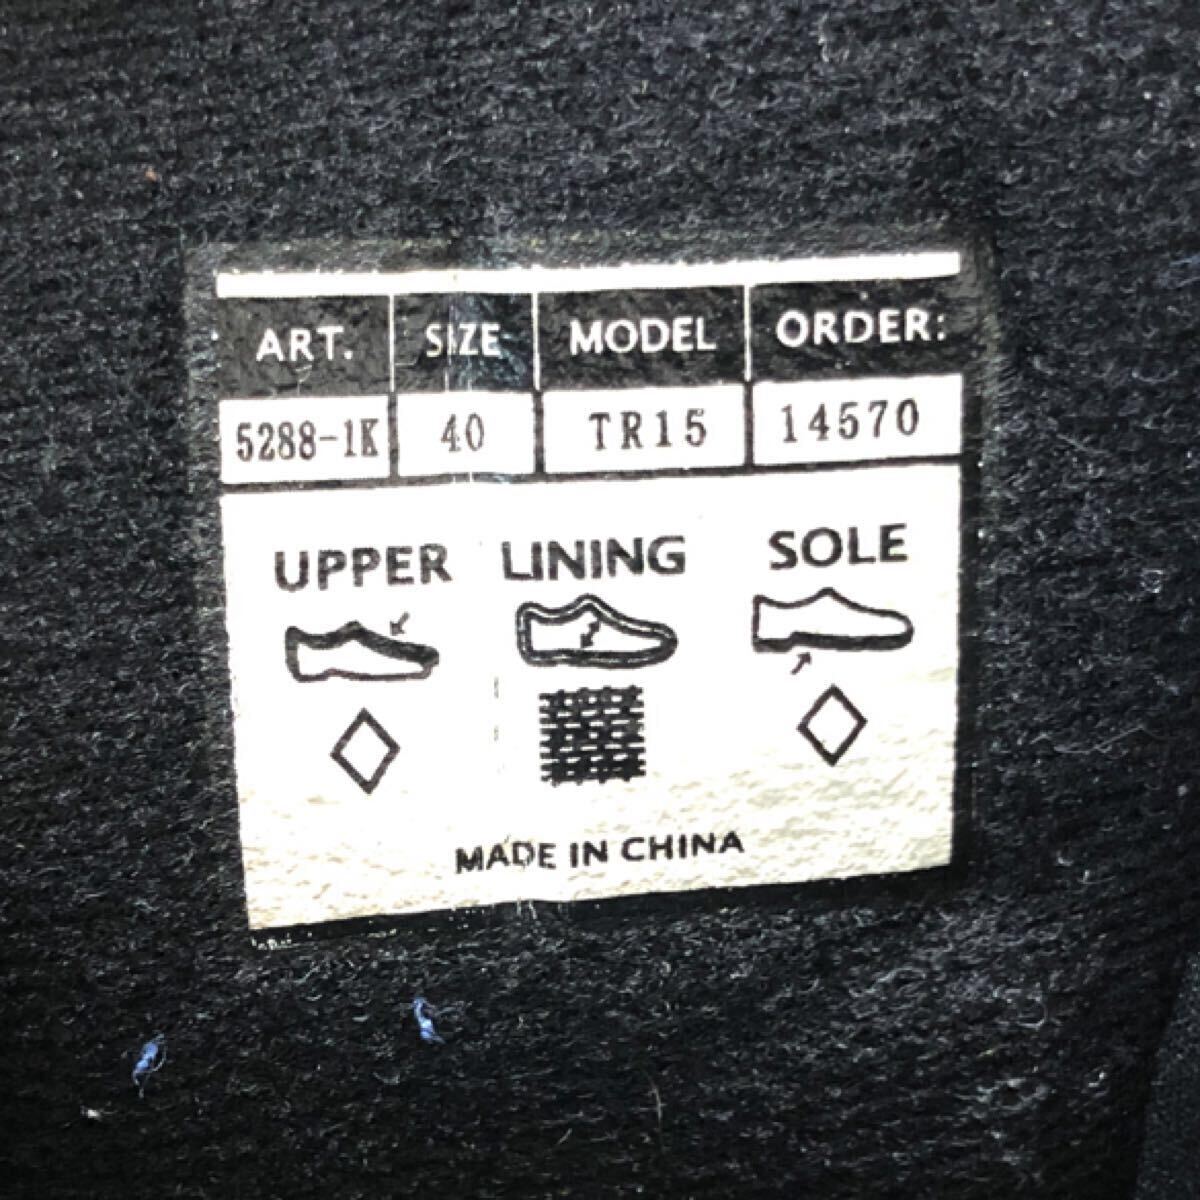 ART. SIZE MODEL ORDER:
5288-1K 40 TR15 14570
UPPER LINING SOLE
MADE IN CHINA